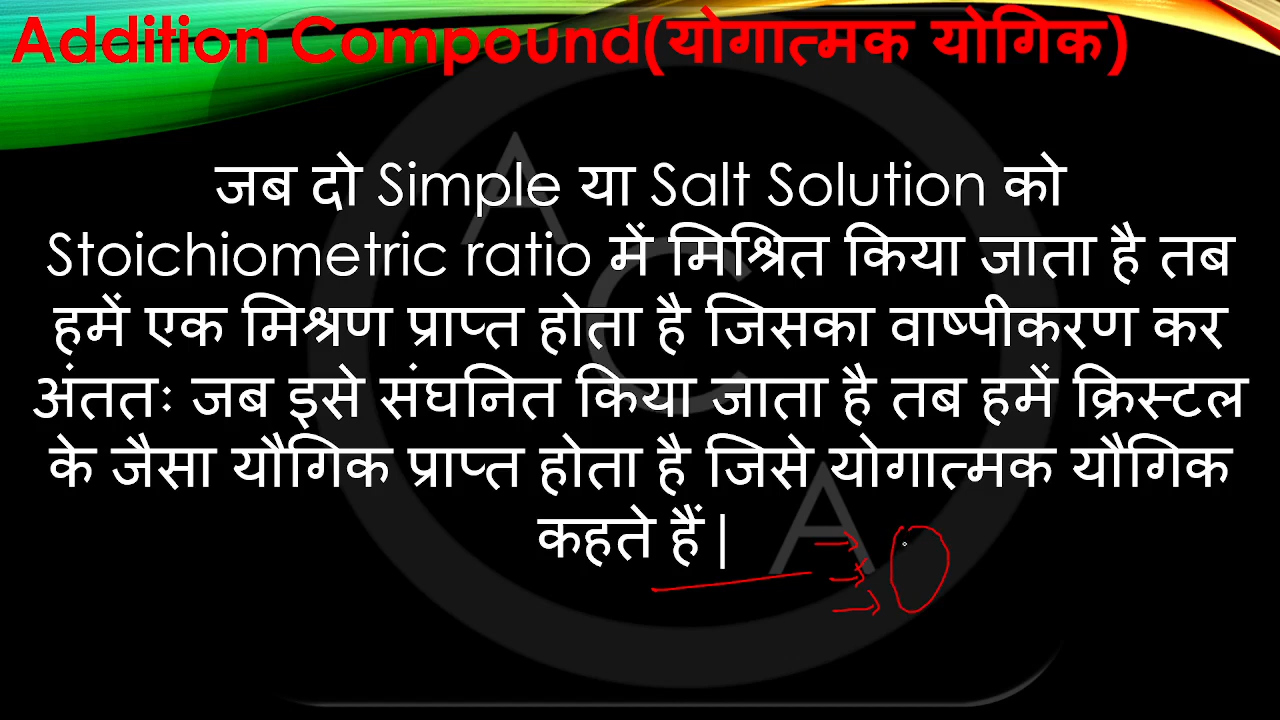 Addition Compound(योगात्मक योगिक)
जब दो Simple या Salt Solution को
Stoichiometric ratio में मिश्रित किया जाता है तब
हमें एक मिश्रण प्राप्त होता है जिसका वाष्पीकरण कर
अंततः जब इसे संघनित किया जाता है तब हमें क्रिस्टल
के जैसा यौगिक प्राप्त होता है जिसे योगात्मक यौगिक
कहते हैं|
A
C
A